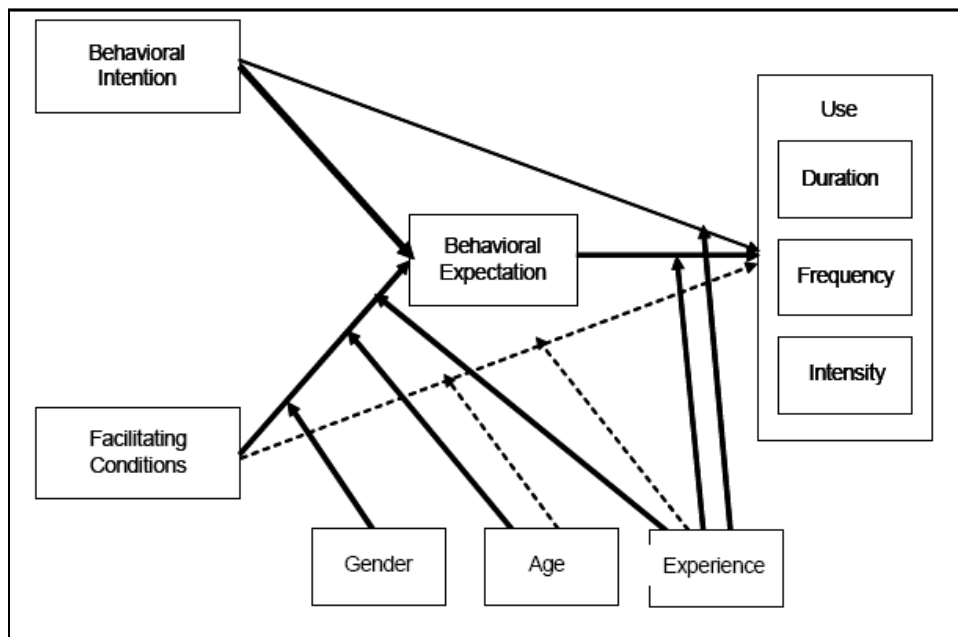 Behavioral
Intention
Use
Duration
Behavioral
Expectation
Frequency
Intensity
Facilitating
Conditions
Gender
Age
Experience